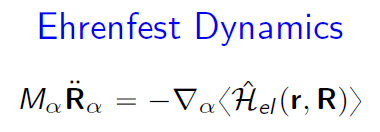 Ehrenfest Dynamics
M_α R̈_α = −∇_α⟨Ĥ_el(r, R)⟩